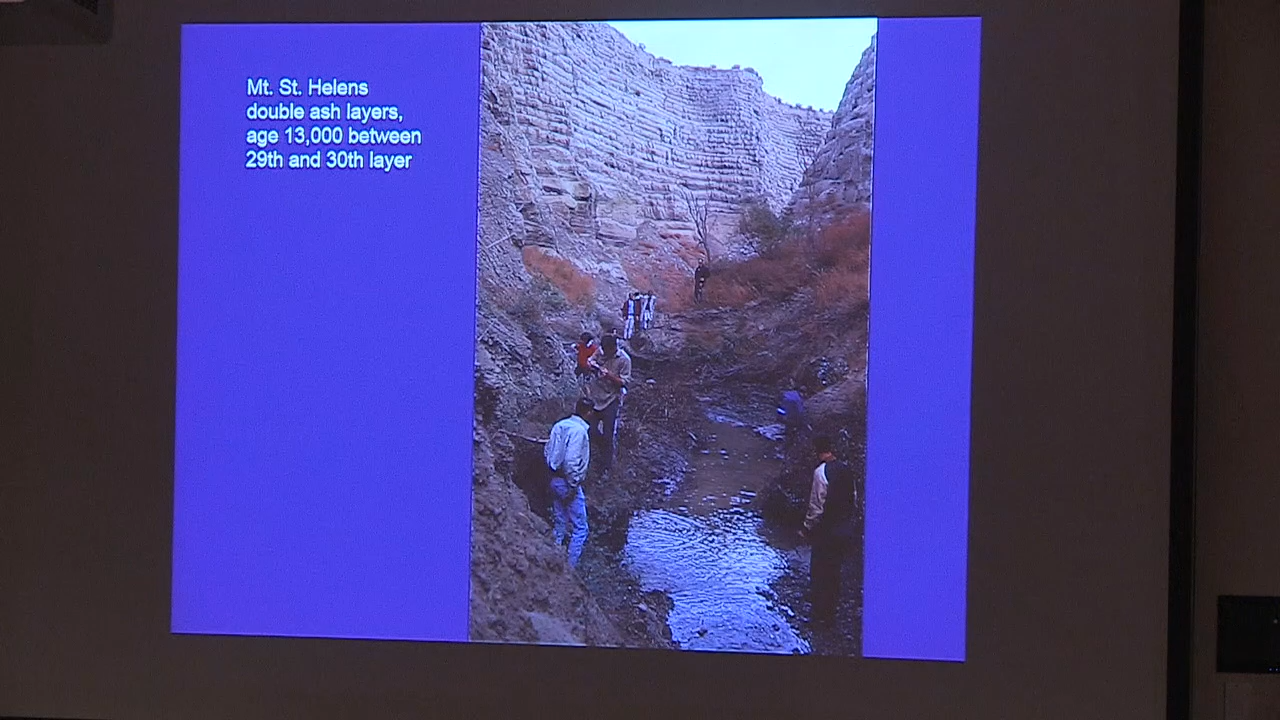 Mt. St. Helens
double ash layers,
age 13,000 between
29th and 30th layer